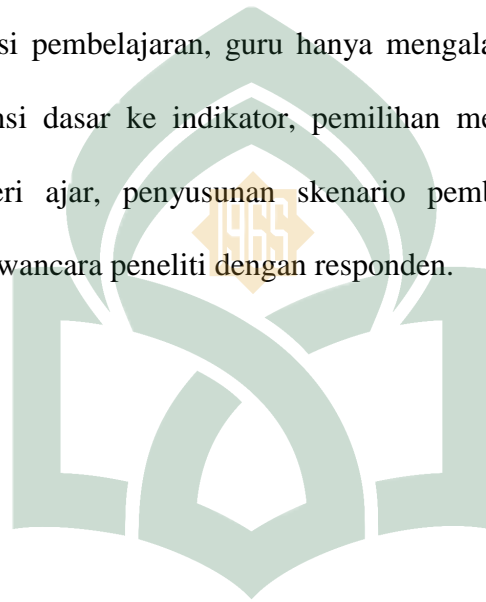 si pembelajaran, guru hanya mengala
nsi dasar ke indikator, pemilihan me
eri ajar, penyusunan skenario pemb
wancara peneliti dengan responden.
1965